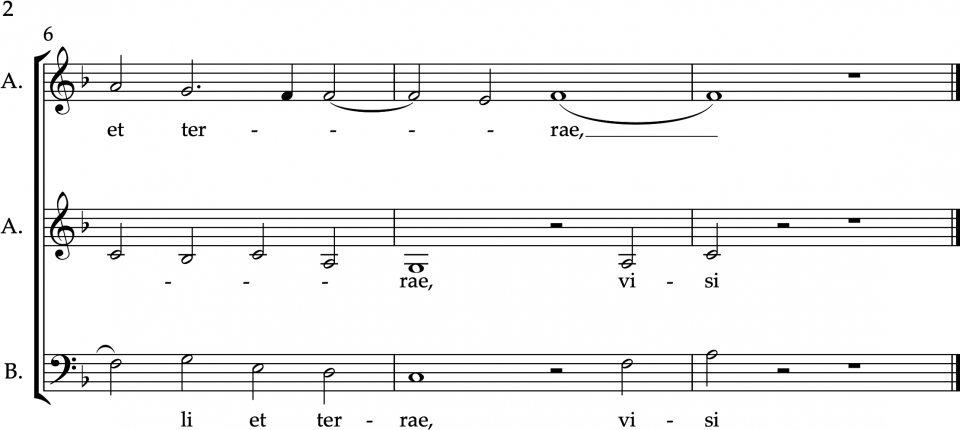 2
6
A.
et ter - - - - rae,
A.
- - - rae, vi - si
B.
li et ter - rae, vi - si